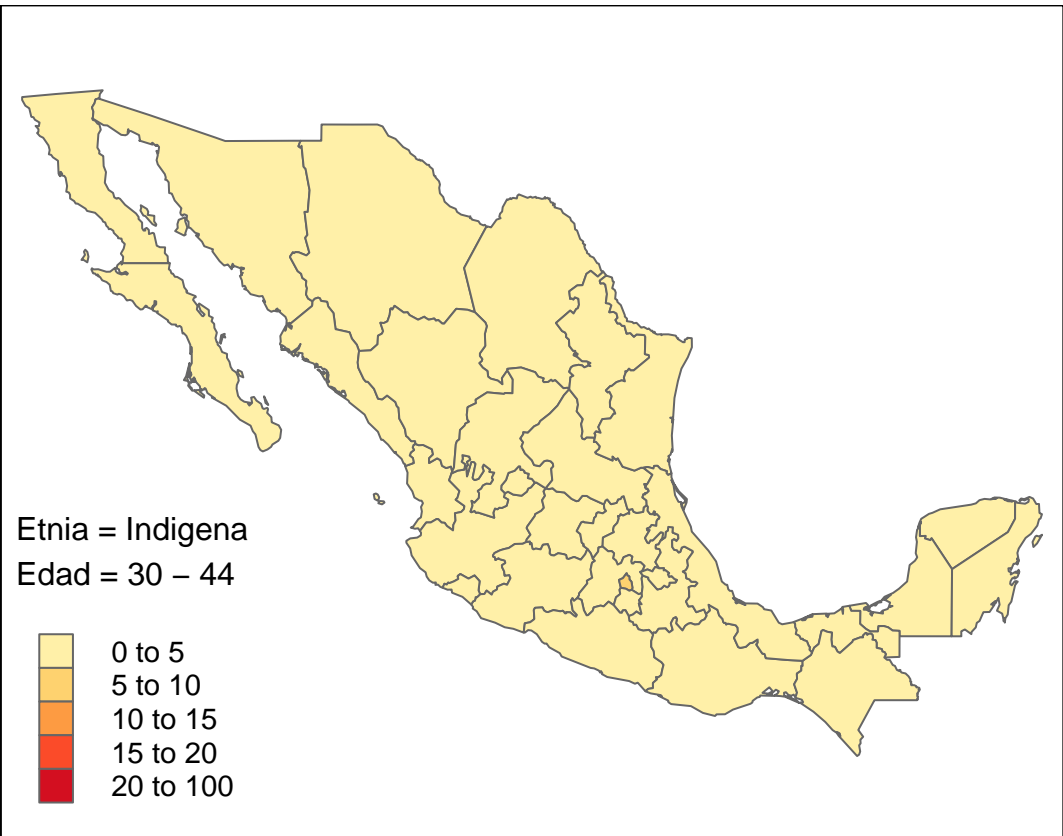 Etnia = Indigena
Edad = 30 – 44
0 to 5
5 to 10
10 to 15
15 to 20
20 to 100